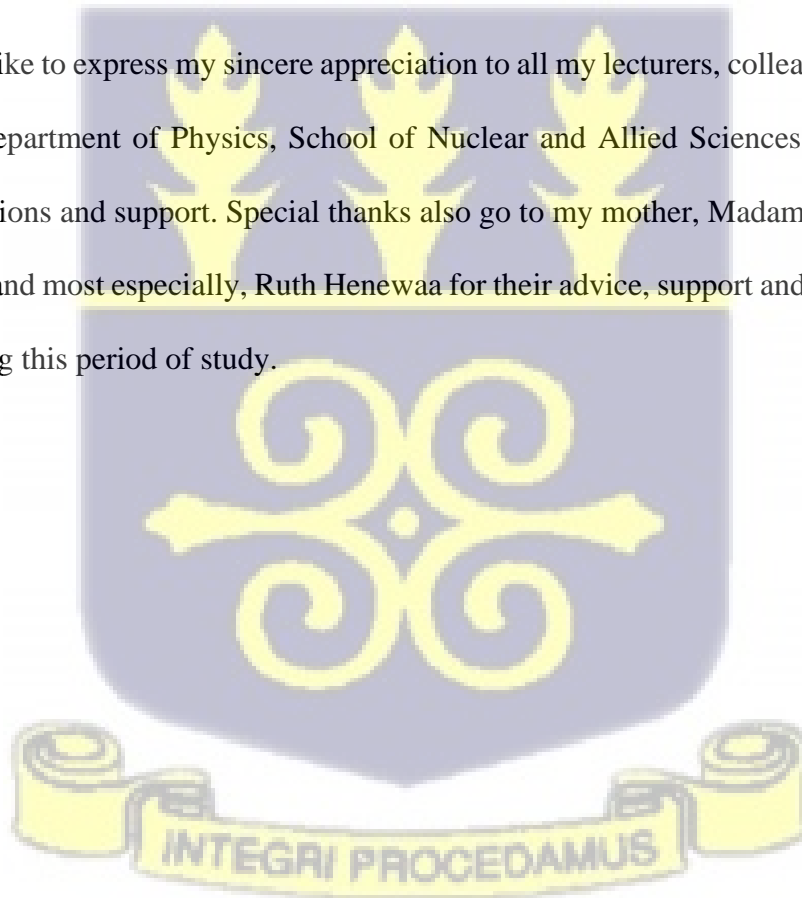 ike to express my sincere appreciation to all my lecturers, collea
epartment of Physics, School of Nuclear and Allied Sciences
ions and support. Special thanks also go to my mother, Madam
and most especially, Ruth Henewaa for their advice, support and
g this period of study.
INTEGRI PROCEDAMUS